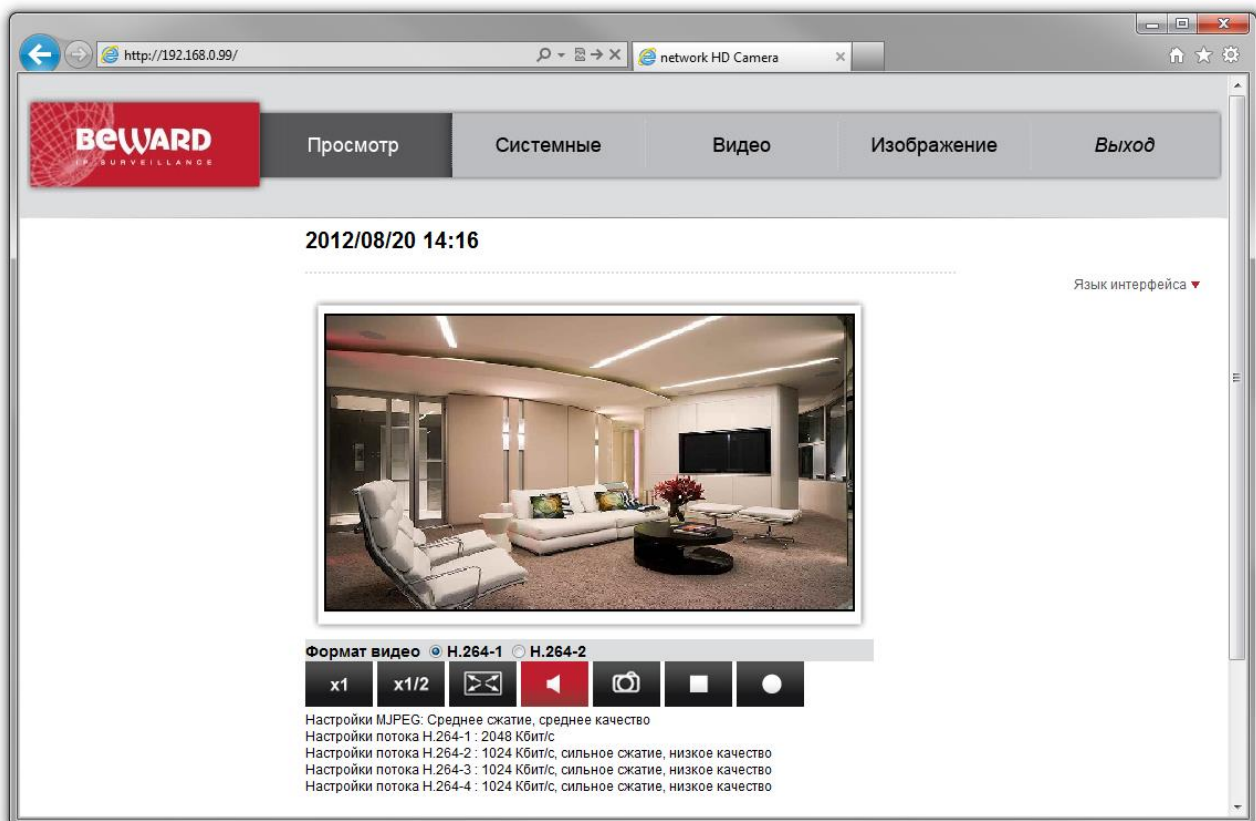 http://192.168.0.99/
network HD Camera
BEWARD
IP SURVEILLANCE
Просмотр
Системные
Видео
Изображение
Выход
2012/08/20 14:16
Язык интерфейса
Формат видео H.264-1 H.264-2
x1 x1/2
Настройки MJPEG: Среднее сжатие, среднее качество
Настройки потока H.264-1 : 2048 Кбит/с
Настройки потока H.264-2 : 1024 Кбит/с, сильное сжатие, низкое качество
Настройки потока H.264-3 : 1024 Кбит/с, сильное сжатие, низкое качество
Настройки потока H.264-4 : 1024 Кбит/с, сильное сжатие, низкое качество